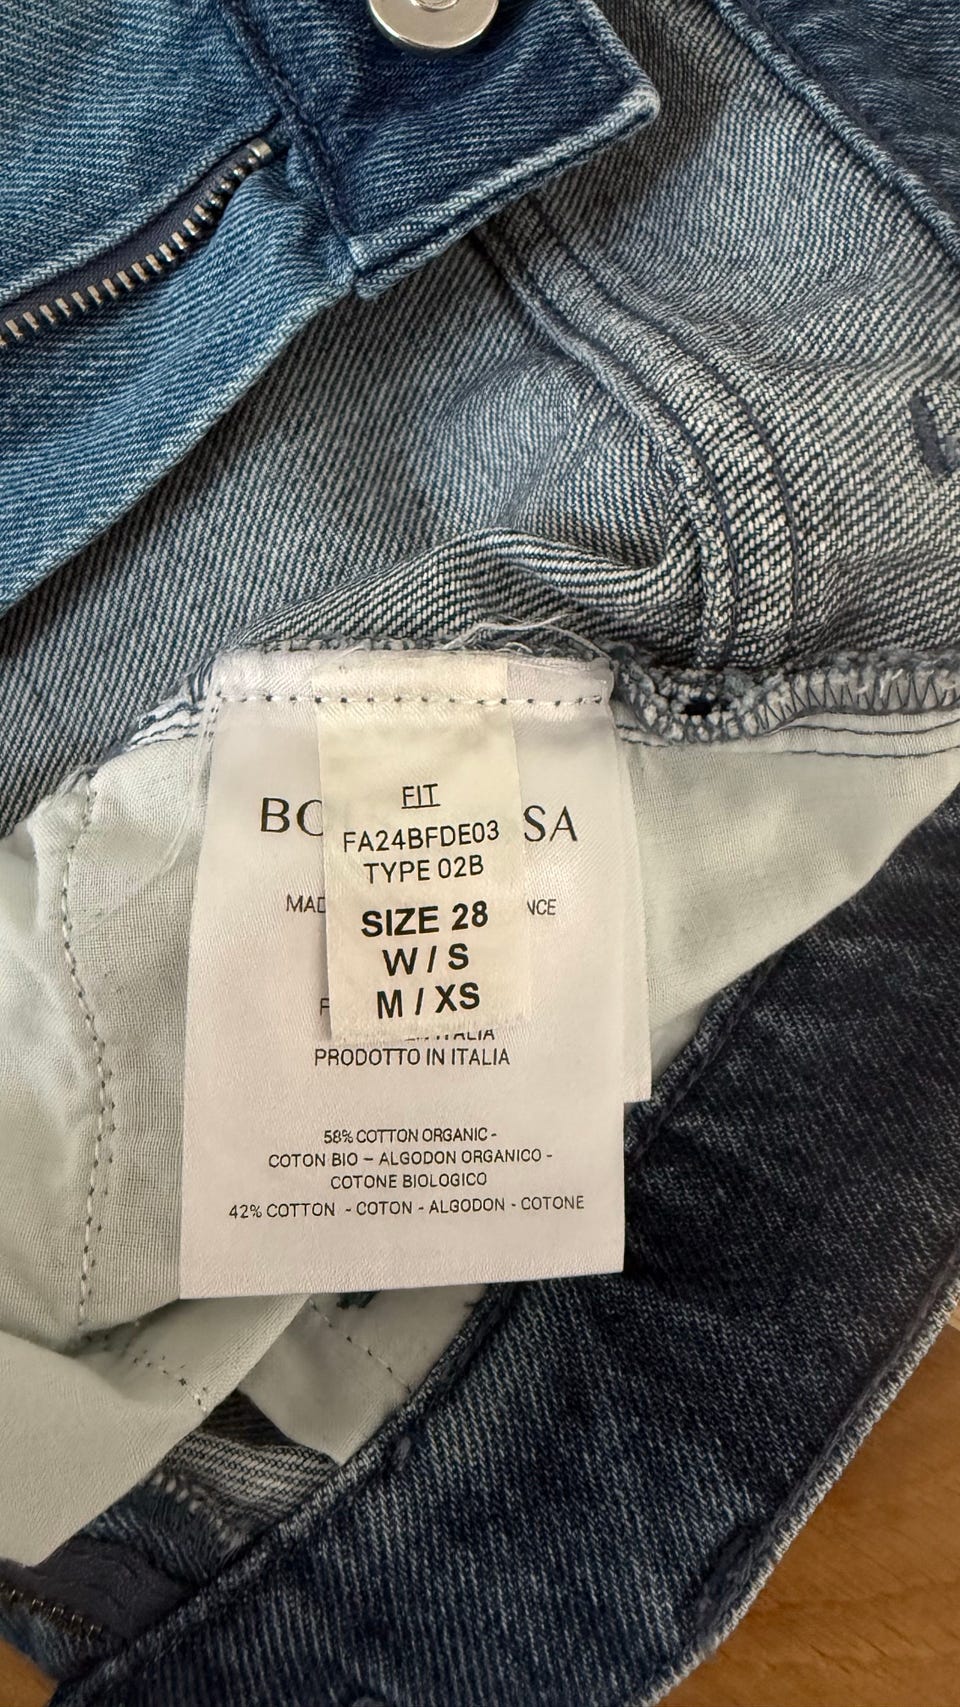 FIT
FA24BFDE03
TYPE 02B
SIZE 28
W / S
M / XS
PRODOTTO IN ITALIA
58% COTTON ORGANIC -
COTON BIO – ALGODON ORGANICO -
COTONE BIOLOGICO
42% COTTON - COTON - ALGODON - COTONE